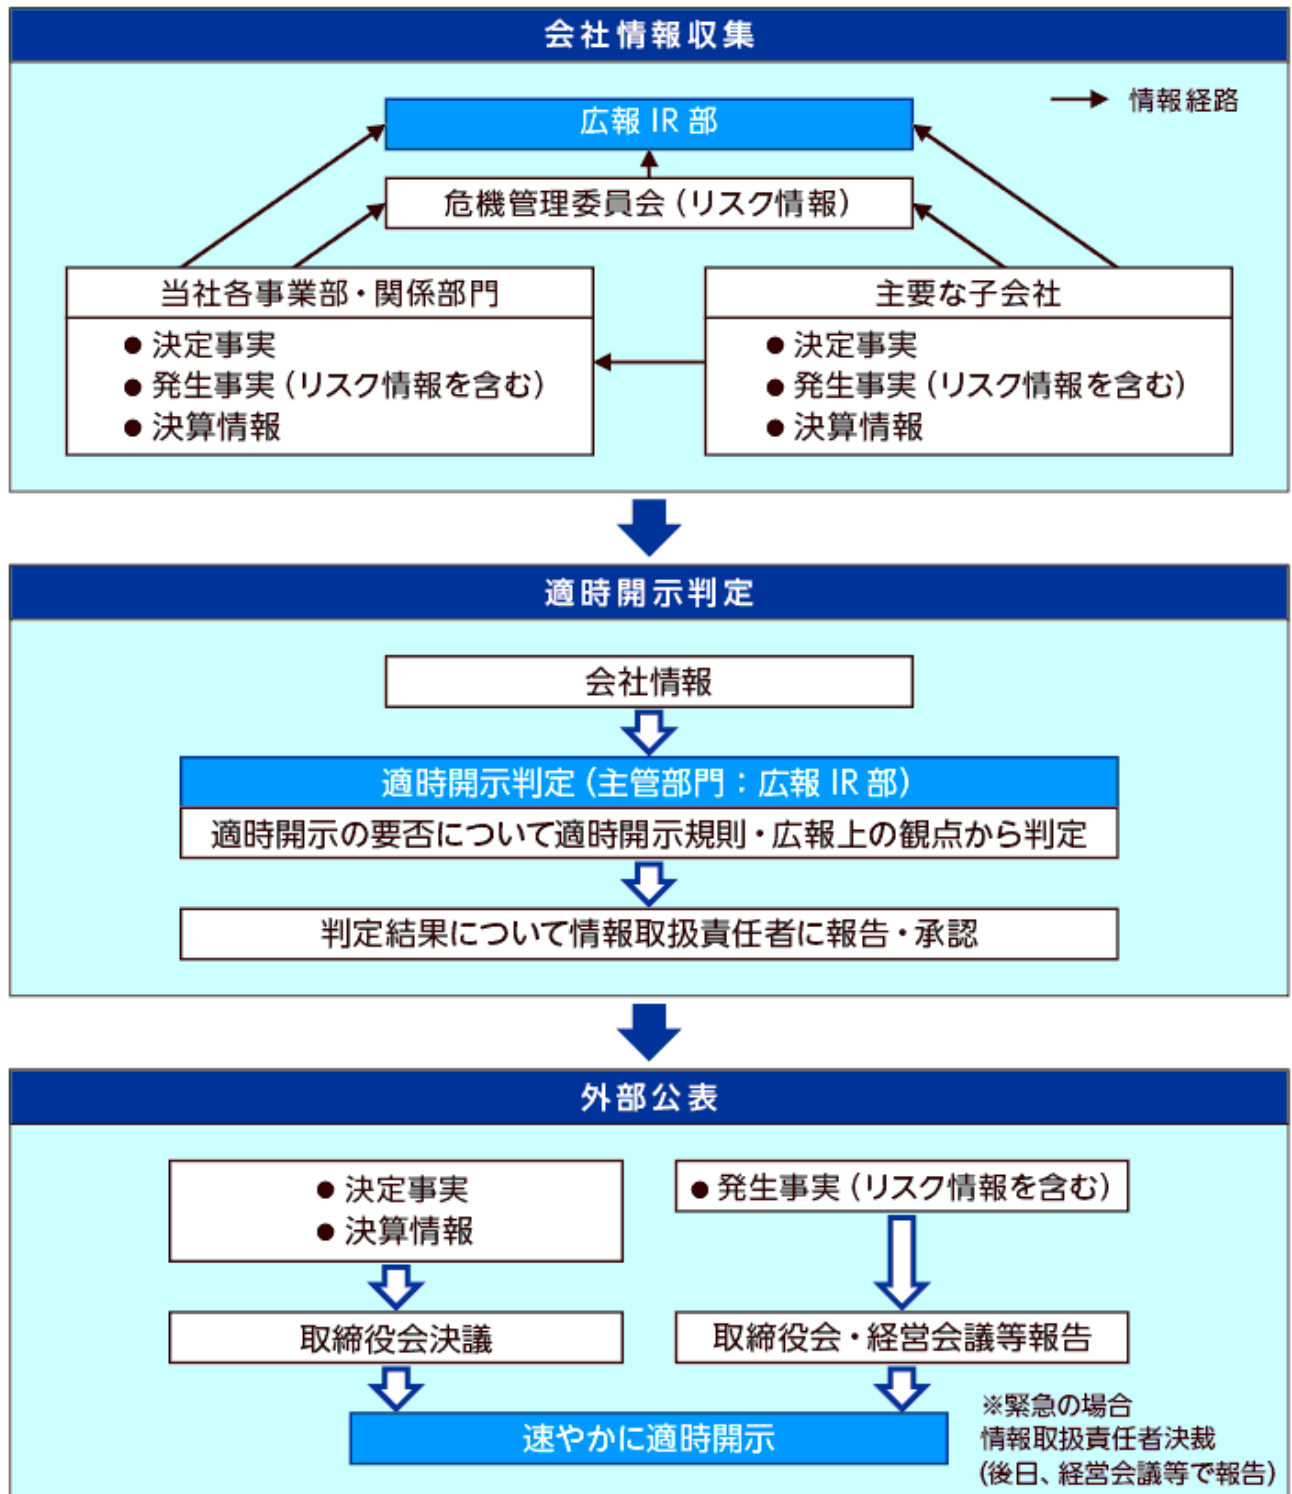 会社情報収集
情報経路
広報 IR 部
危機管理委員会(リスク情報)
当社各事業部・関係部門
● 決定事実
● 発生事実(リスク情報を含む)
● 決算情報
主要な子会社
● 決定事実
● 発生事実(リスク情報を含む)
● 決算情報
適時開示判定
会社情報
適時開示判定(主管部門:広報 IR 部)
適時開示の要否について適時開示規則・広報上の観点から判定
判定結果について情報取扱責任者に報告・承認
外部公表
● 決定事実
● 決算情報
● 発生事実(リスク情報を含む)
取締役会決議
取締役会・経営会議等報告
速やかに適時開示
※緊急の場合
情報取扱責任者決裁
(後日、経営会議等で報告)